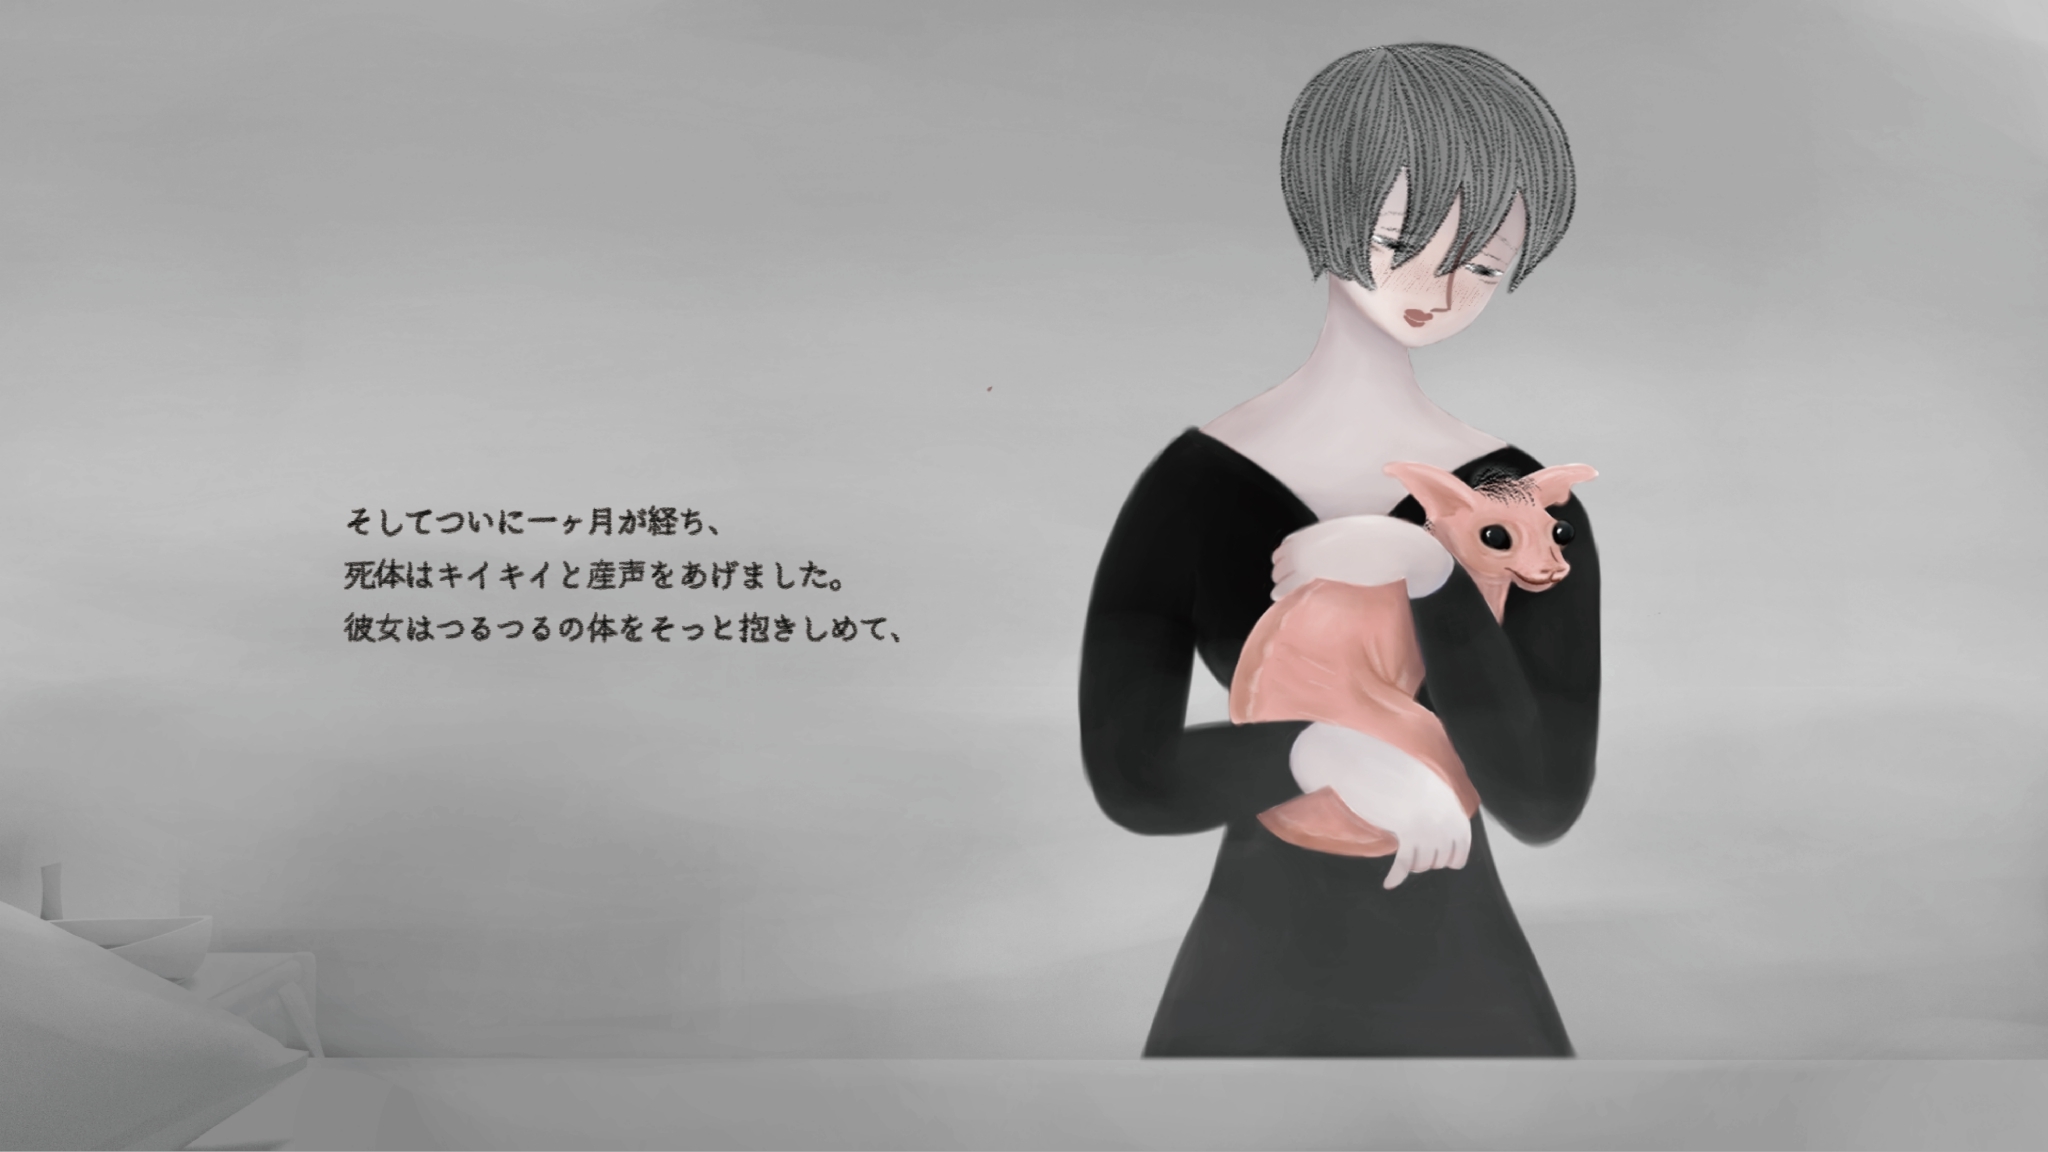 そしてついに一ヶ月が経ち、
死体はキイキイと産声をあげました。
彼女はつるつるの体をそっと抱きしめて、